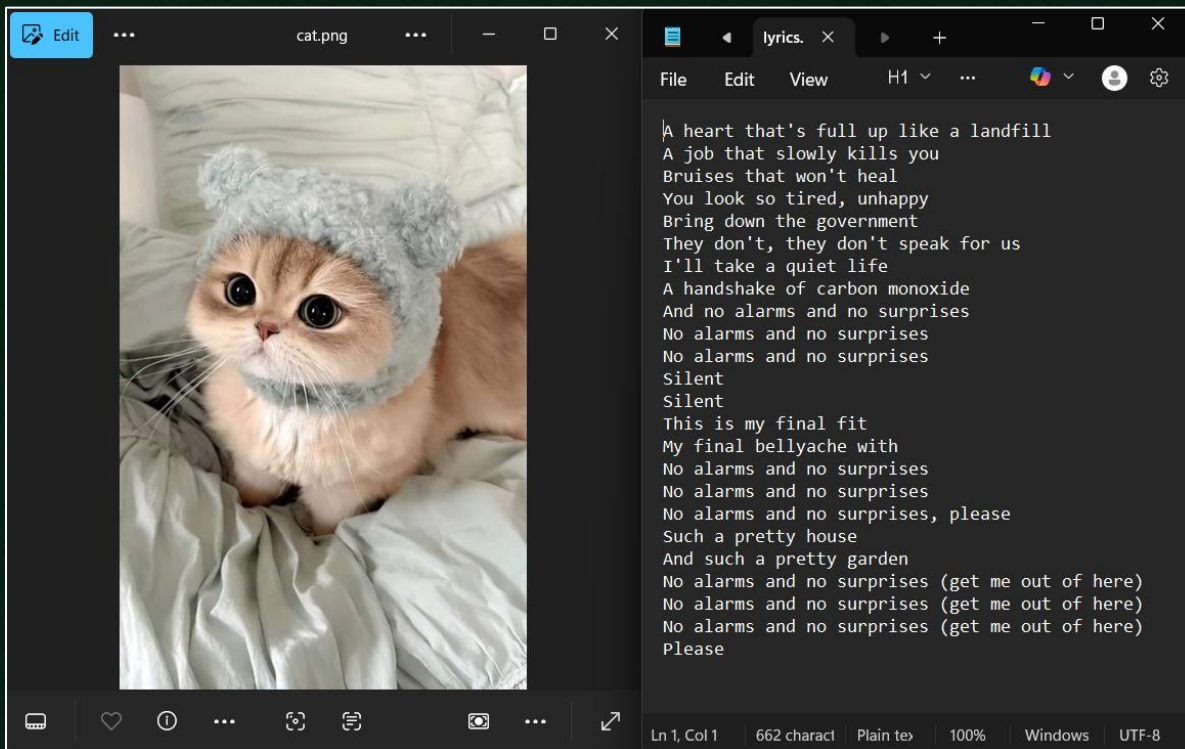 Edit
cat.png
lyrics.
File Edit View H1
A heart that's full up like a landfill
A job that slowly kills you
Bruises that won't heal
You look so tired, unhappy
Bring down the government
They don't, they don't speak for us
I'll take a quiet life
A handshake of carbon monoxide
And no alarms and no surprises
No alarms and no surprises
No alarms and no surprises
Silent
Silent
This is my final fit
My final bellyache with
No alarms and no surprises
No alarms and no surprises
No alarms and no surprises, please
Such a pretty house
And such a pretty garden
No alarms and no surprises (get me out of here)
No alarms and no surprises (get me out of here)
No alarms and no surprises (get me out of here)
Please
Ln 1, Col 1 662 charact Plain tex 100% Windows UTF-8